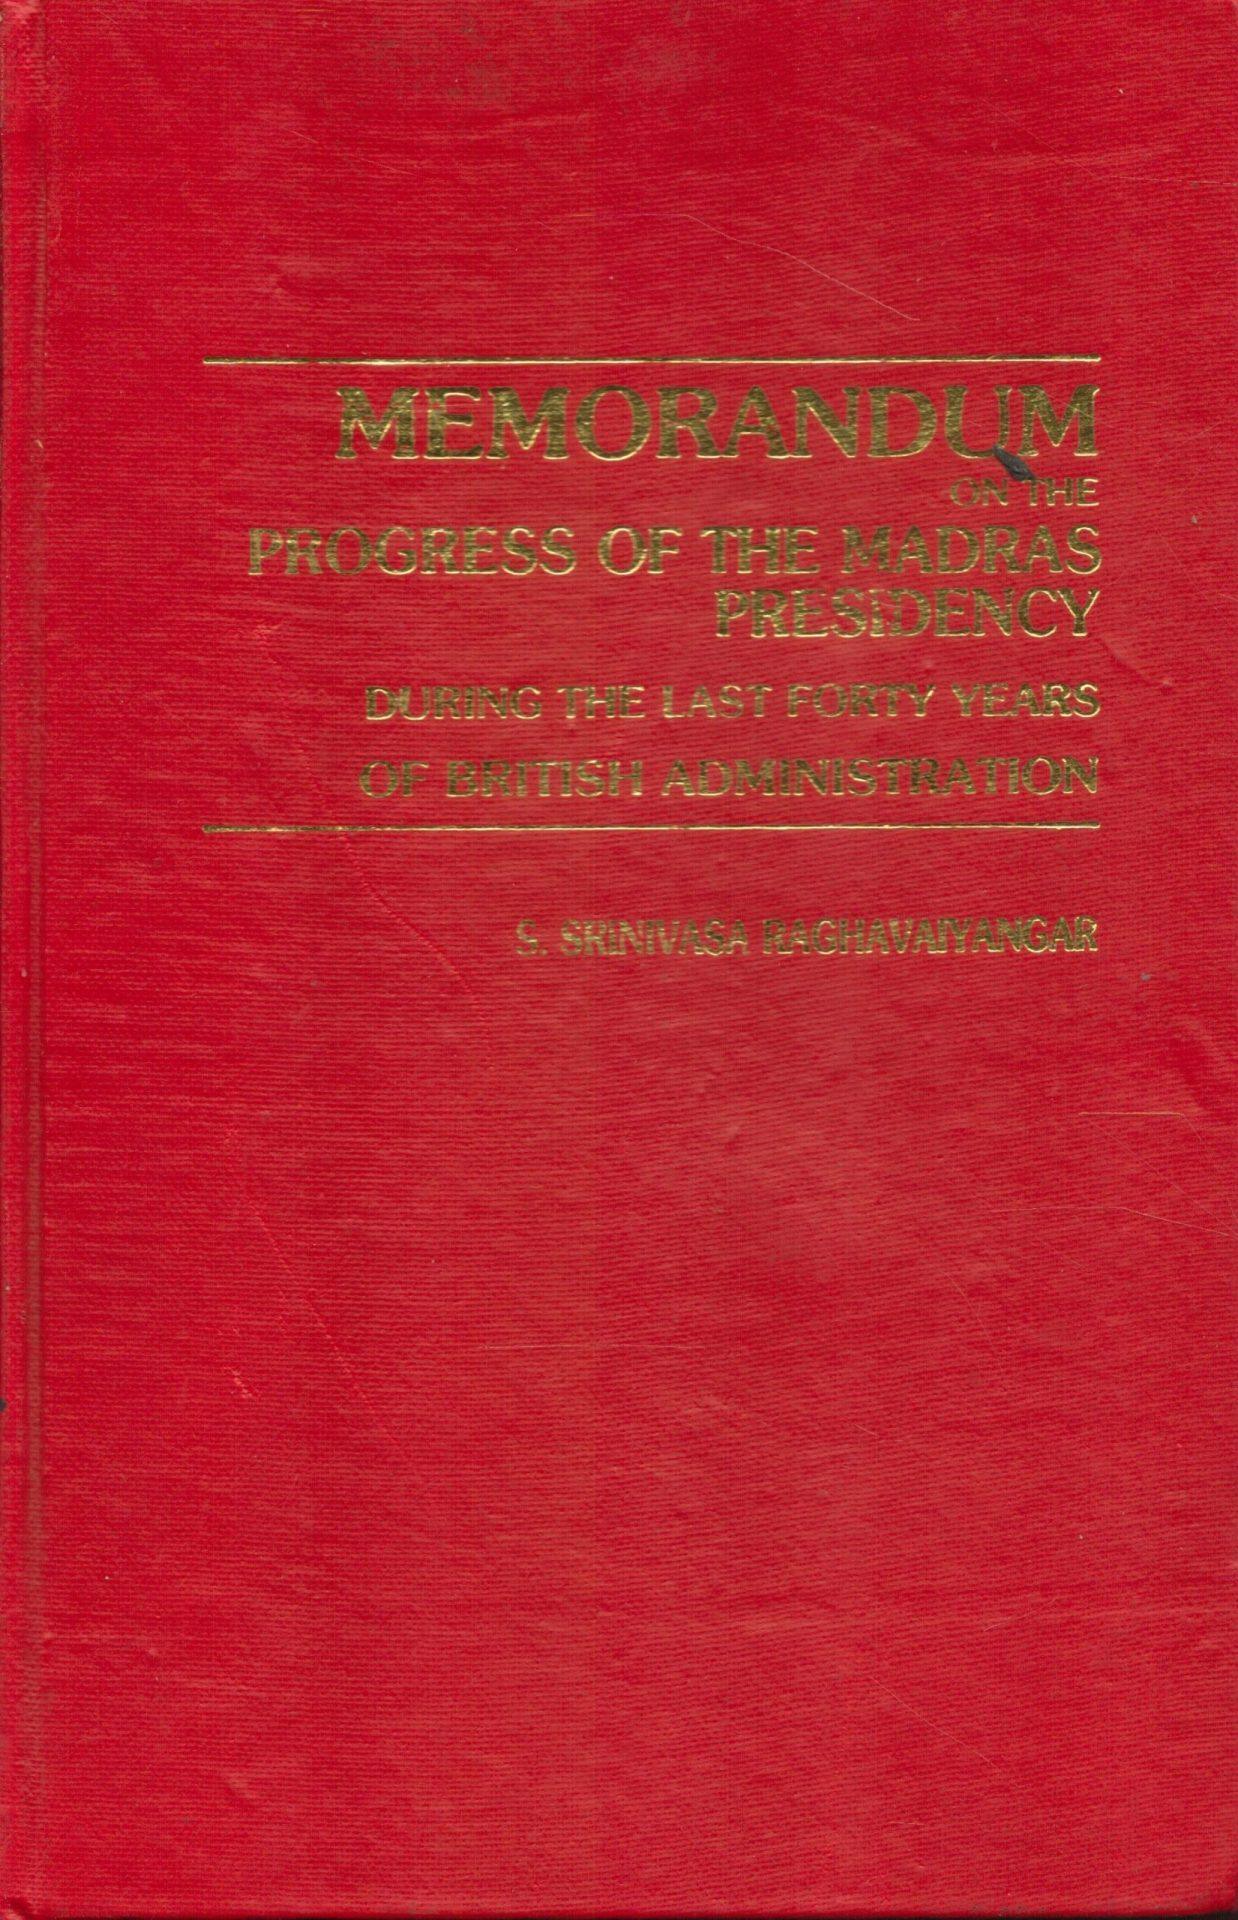 MEMORANDUM
ON THE
PROGRESS OF THE MADRAS
PRESIDENCY
DURING THE LAST FORTY YEARS
OF BRITISH ADMINISTRATION
S. SRINIVASA RAGHAVAIYANGAR